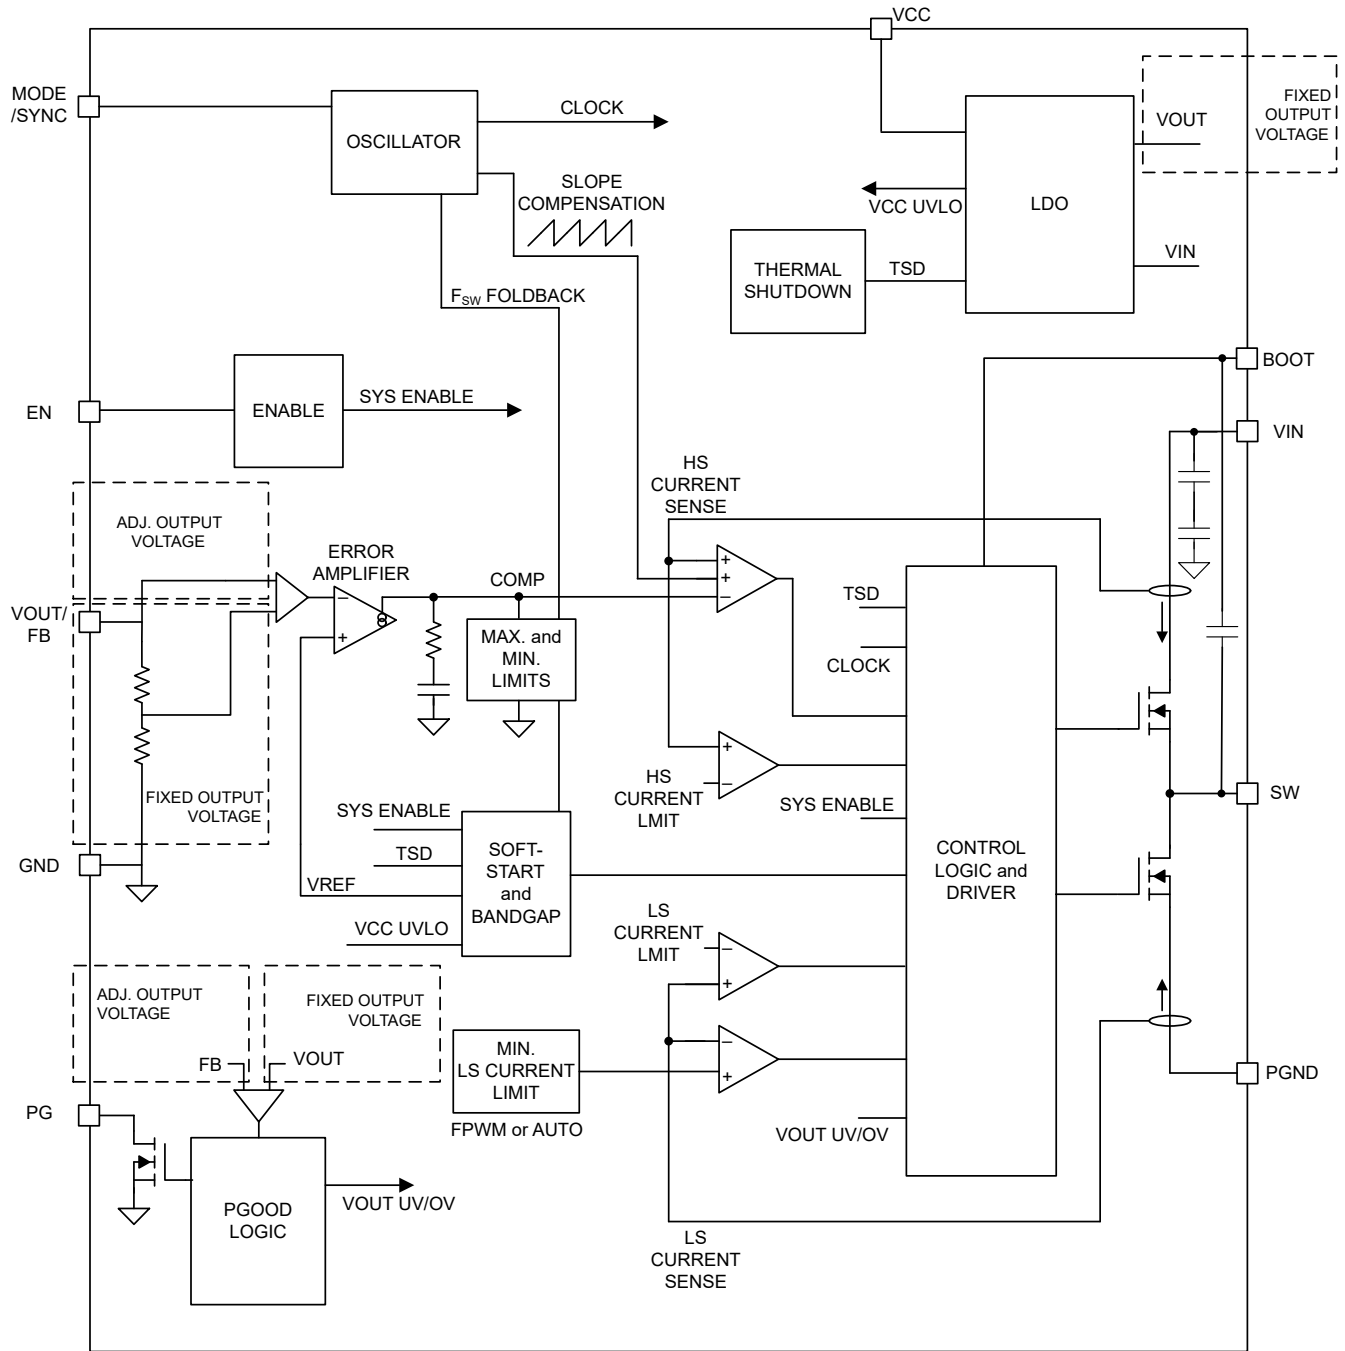 VCC
MODE
/SYNC
OSCILLATOR
CLOCK
SLOPE
COMPENSATION
FSW FOLDBACK
FIXED
OUTPUT
VOLTAGE
VOUT
VCC UVLO
LDO
VIN
THERMAL
SHUTDOWN
TSD
BOOT
VIN
EN
ENABLE
SYS ENABLE
HS
CURRENT
SENSE
ADJ. OUTPUT
VOLTAGE
ERROR
AMPLIFIER
COMP
+
+
−
−
+
VOUT/
FB
MAX. and
MIN.
LIMITS
TSD
CLOCK
FIXED OUTPUT
VOLTAGE
+
−
HS
CURRENT
LMIT
SYS ENABLE
SW
GND
SYS ENABLE
TSD
VREF
VCC UVLO
SOFT-
START
and
BANDGAP
CONTROL
LOGIC and
DRIVER
LS
CURRENT
LMIT
−
+
ADJ. OUTPUT
VOLTAGE
FIXED OUTPUT
VOLTAGE
FB
VOUT
MIN.
LS CURRENT
LIMIT
FPWM or AUTO
−
+
PGND
PG
VOUT UV/OV
PGOOD
LOGIC
VOUT UV/OV
LS
CURRENT
SENSE